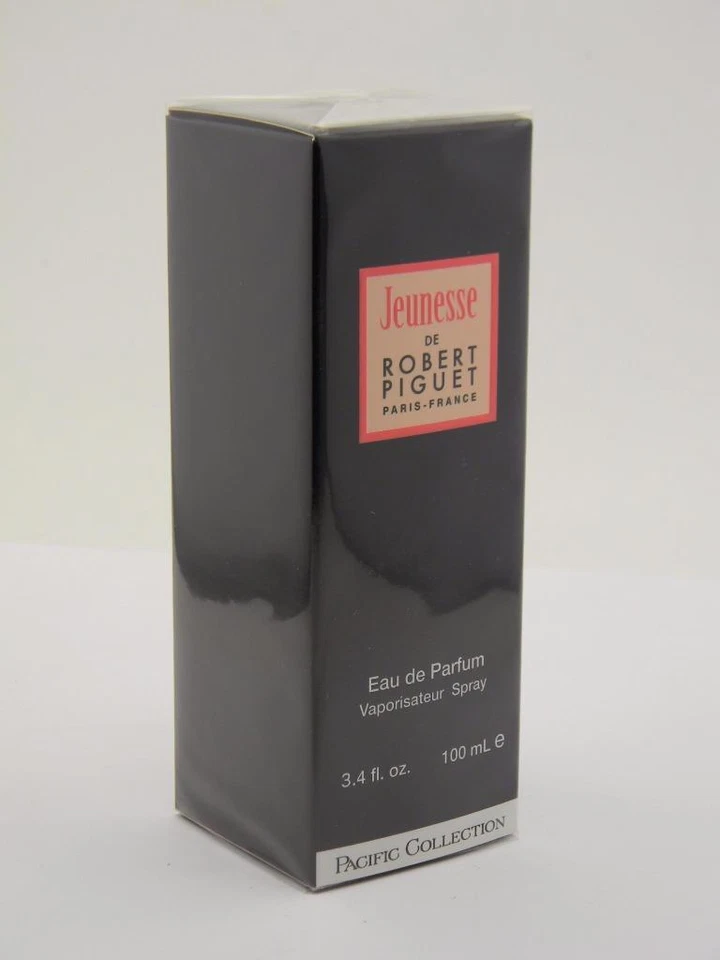 Jeunesse
DE
ROBERT
PIGUET
PARIS-FRANCE
Eau de Parfum
Vaporisateur Spray
3.4 fl. oz. 100 mL e
PACIFIC COLLECTION